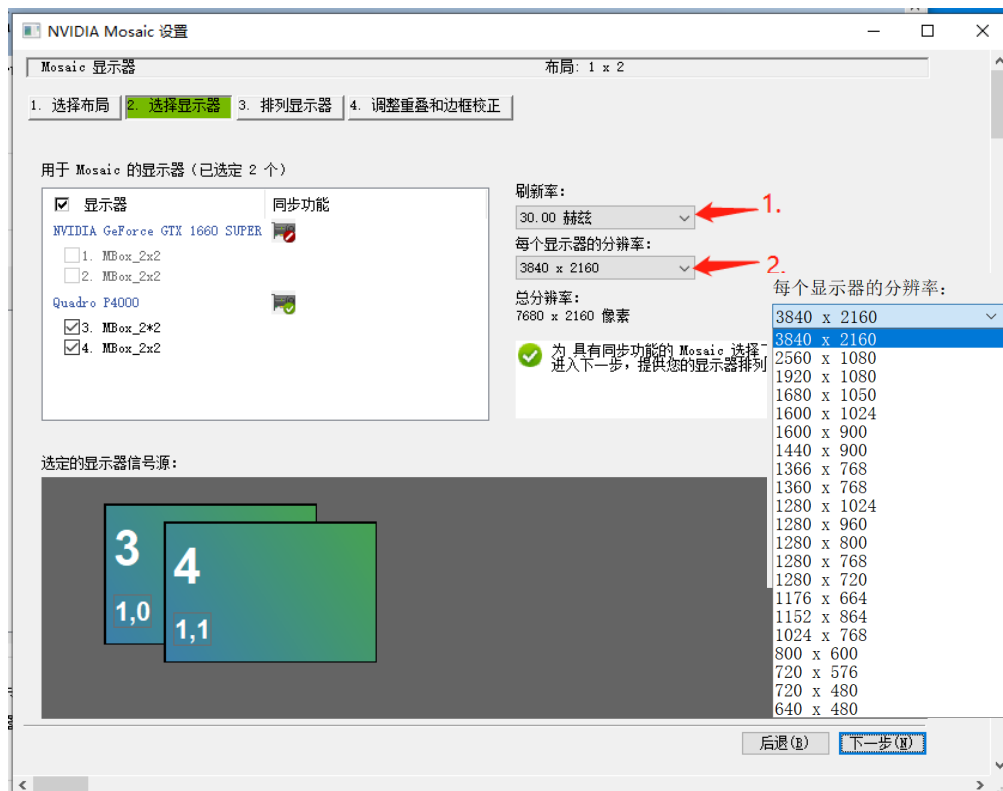 NVIDIA Mosaic 设置
Mosaic 显示器 布局: 1 x 2
1. 选择布局 2. 选择显示器 3. 排列显示器 4. 调整重叠和边框校正
用于 Mosaic 的显示器（已选定 2 个）
显示器 同步功能
NVIDIA GeForce GTX 1660 SUPER
1. MBox_2x2
2. MBox_2x2
Quadro P4000
3. MBox_2*2
4. MBox_2x2
刷新率:
30.00 赫兹
1.
每个显示器的分辨率:
3840 x 2160
2.
总分辨率:
7680 x 2160 像素
为 具有同步功能的 Mosaic 选择
进入下一步，提供您的显示器排列
每个显示器的分辨率:
3840 x 2160
3840 x 2160
2560 x 1080
1920 x 1080
1680 x 1050
1600 x 1024
1600 x 900
1440 x 900
1366 x 768
1360 x 768
1280 x 1024
1280 x 960
1280 x 800
1280 x 768
1280 x 720
1176 x 664
1152 x 864
1024 x 768
800 x 600
720 x 576
720 x 480
640 x 480
选定的显示器信号源:
3
1,0
4
1,1
后退(B) 下一步(N)